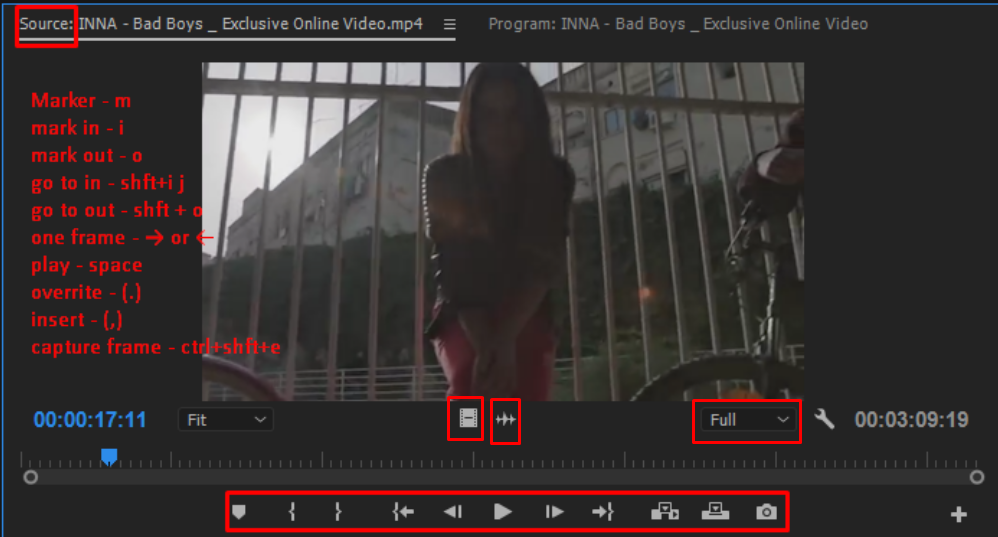 Source: INNA - Bad Boys _ Exclusive Online Video.mp4 Program: INNA - Bad Boys _ Exclusive Online Video
Marker - m
mark in - i
mark out - o
go to in - shft+i j
go to out - shft + o
one frame - → or ←
play - space
overrite - (.)
insert - (,)
capture frame - ctrl+shft+e
00:00:17:11 Fit Full 00:03:09:19